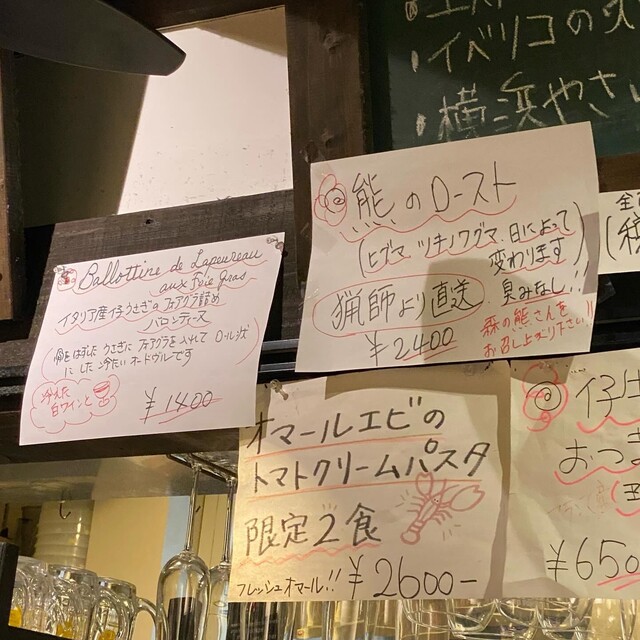 ・イベリコの
・横浜やさい
熊のロースト
(ヒグマ ツキノワグマ 日によって
変わります)
猟師より直送 臭みなし!!
¥2400
森の熊さんを
お召し上がり下さい!!
Ballottine de Lapereau
aux Foie Gras
イタリア産仔うさぎのフォアグラ詰め
バロンティーヌ
骨をはずした うさぎに フォアグラを入れて ロール状
にした冷たいオードヴルです
冷えた
白ワインと
¥1400
オマールエビの
トマトクリームパスタ
限定2食
フレッシュオマール!! ¥2600-
仔牛
おつま
¥650